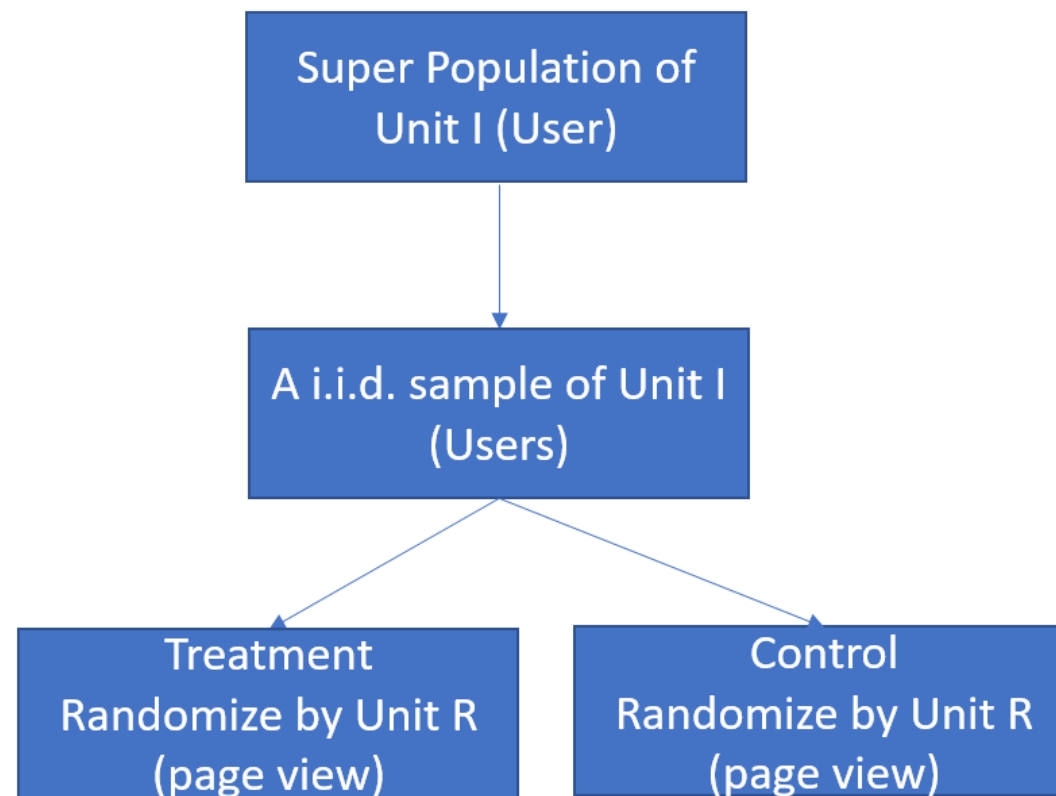 Super Population of
Unit I (User)
A i.i.d. sample of Unit I
(Users)
Treatment
Randomize by Unit R
(page view)
Control
Randomize by Unit R
(page view)